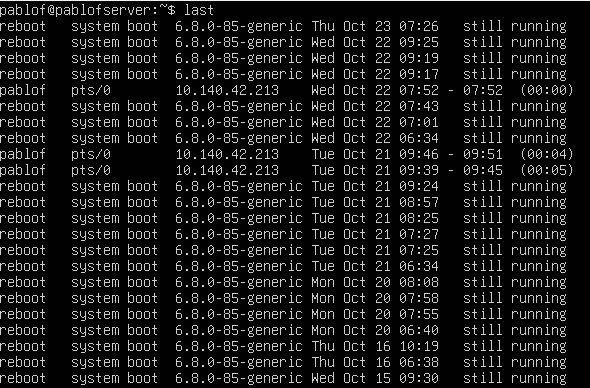 pablof@pablofserver:~$ last
reboot   system boot  6.8.0-85-generic Thu Oct 23 07:26   still running
reboot   system boot  6.8.0-85-generic Wed Oct 22 09:25   still running
reboot   system boot  6.8.0-85-generic Wed Oct 22 09:19   still running
reboot   system boot  6.8.0-85-generic Wed Oct 22 09:17   still running
pablof   pts/0        10.140.42.213    Wed Oct 22 07:52 - 07:52  (00:00)
reboot   system boot  6.8.0-85-generic Wed Oct 22 07:43   still running
reboot   system boot  6.8.0-85-generic Wed Oct 22 07:01   still running
reboot   system boot  6.8.0-85-generic Wed Oct 22 06:34   still running
pablof   pts/0        10.140.42.213    Tue Oct 21 09:46 - 09:51  (00:04)
pablof   pts/0        10.140.42.213    Tue Oct 21 09:39 - 09:45  (00:05)
reboot   system boot  6.8.0-85-generic Tue Oct 21 09:24   still running
reboot   system boot  6.8.0-85-generic Tue Oct 21 08:57   still running
reboot   system boot  6.8.0-85-generic Tue Oct 21 08:25   still running
reboot   system boot  6.8.0-85-generic Tue Oct 21 07:27   still running
reboot   system boot  6.8.0-85-generic Tue Oct 21 07:25   still running
reboot   system boot  6.8.0-85-generic Tue Oct 21 06:34   still running
reboot   system boot  6.8.0-85-generic Mon Oct 20 08:08   still running
reboot   system boot  6.8.0-85-generic Mon Oct 20 07:58   still running
reboot   system boot  6.8.0-85-generic Mon Oct 20 07:55   still running
reboot   system boot  6.8.0-85-generic Mon Oct 20 06:40   still running
reboot   system boot  6.8.0-85-generic Thu Oct 16 10:19   still running
reboot   system boot  6.8.0-85-generic Thu Oct 16 06:38   still running
reboot   system boot  6.8.0-85-generic Wed Oct 15 09:30   still running